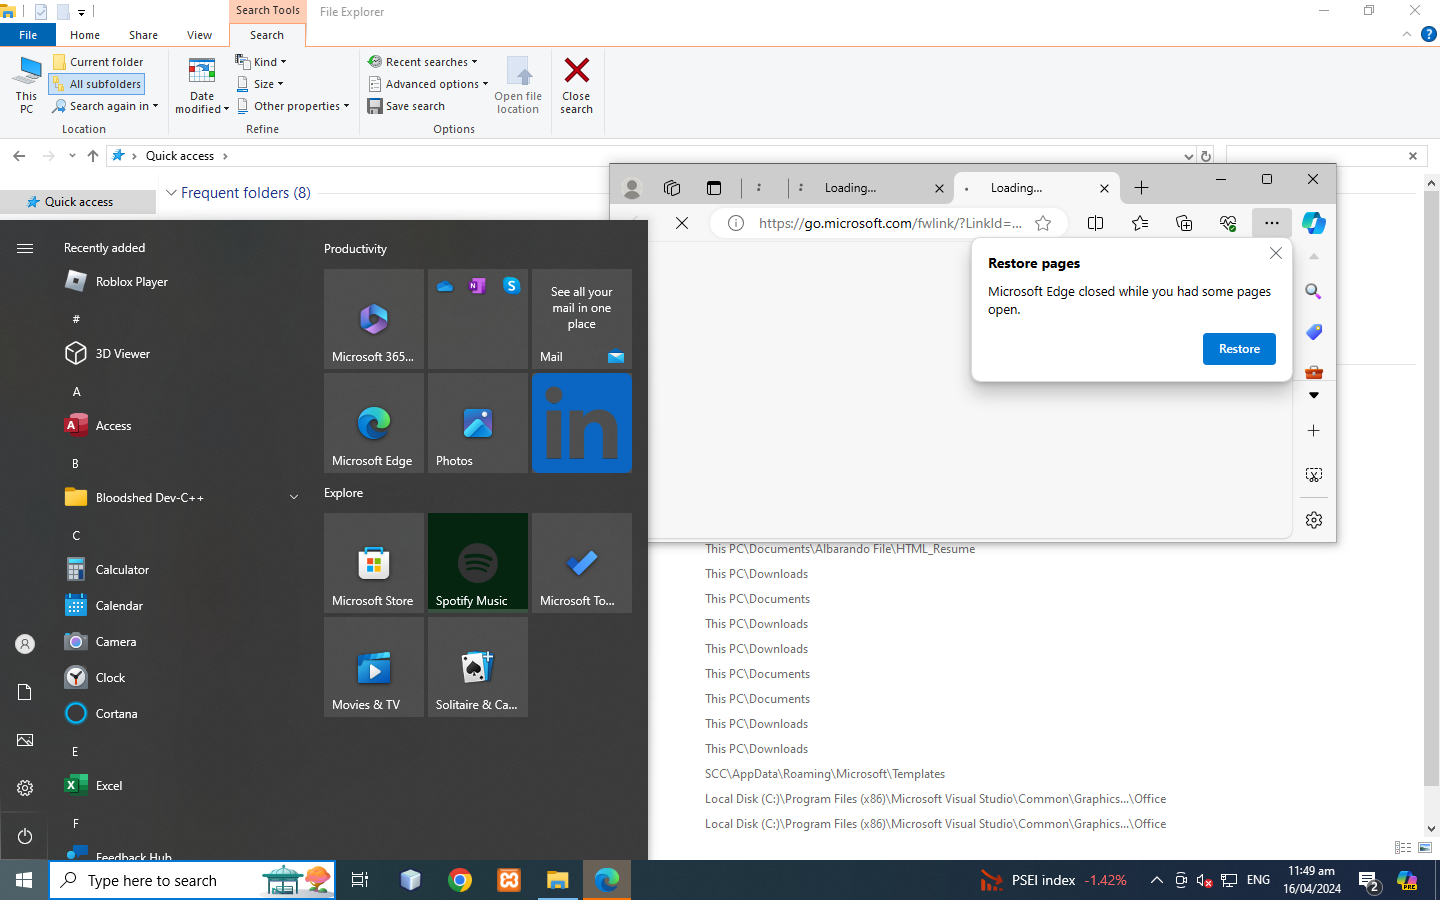 Search Tools
File Explorer
File
Home
Share
View
Search
This PC
Current folder
All subfolders
Search again in
Location
Date modified
Kind
Size
Other properties
Refine
Recent searches
Advanced options
Save search
Options
Open file location
Close search
Quick access
Frequent folders (8)
Quick access
Loading...
Loading...
https://go.microsoft.com/fwlink/?LinkId=...
Restore pages
Microsoft Edge closed while you had some pages open.
Restore
Recently added
Roblox Player
#
3D Viewer
A
Access
B
Bloodshed Dev-C++
C
Calculator
Calendar
Camera
Clock
Cortana
E
Excel
F
Feedback Hub
Productivity
Microsoft 365...
See all your mail in one place
Mail
Microsoft Edge
Photos
in
Explore
Microsoft Store
Spotify Music
Microsoft To...
Movies & TV
Solitaire & Ca...
This PC\Documents\Albarando File\HTML_Resume
This PC\Downloads
This PC\Documents
This PC\Downloads
This PC\Downloads
This PC\Documents
This PC\Documents
This PC\Downloads
This PC\Downloads
SCC\AppData\Roaming\Microsoft\Templates
Local Disk (C:)\Program Files (x86)\Microsoft Visual Studio\Common\Graphics...\Office
Local Disk (C:)\Program Files (x86)\Microsoft Visual Studio\Common\Graphics...\Office
Type here to search
PSEI index -1.42%
ENG
11:49 am
16/04/2024
2
PRE